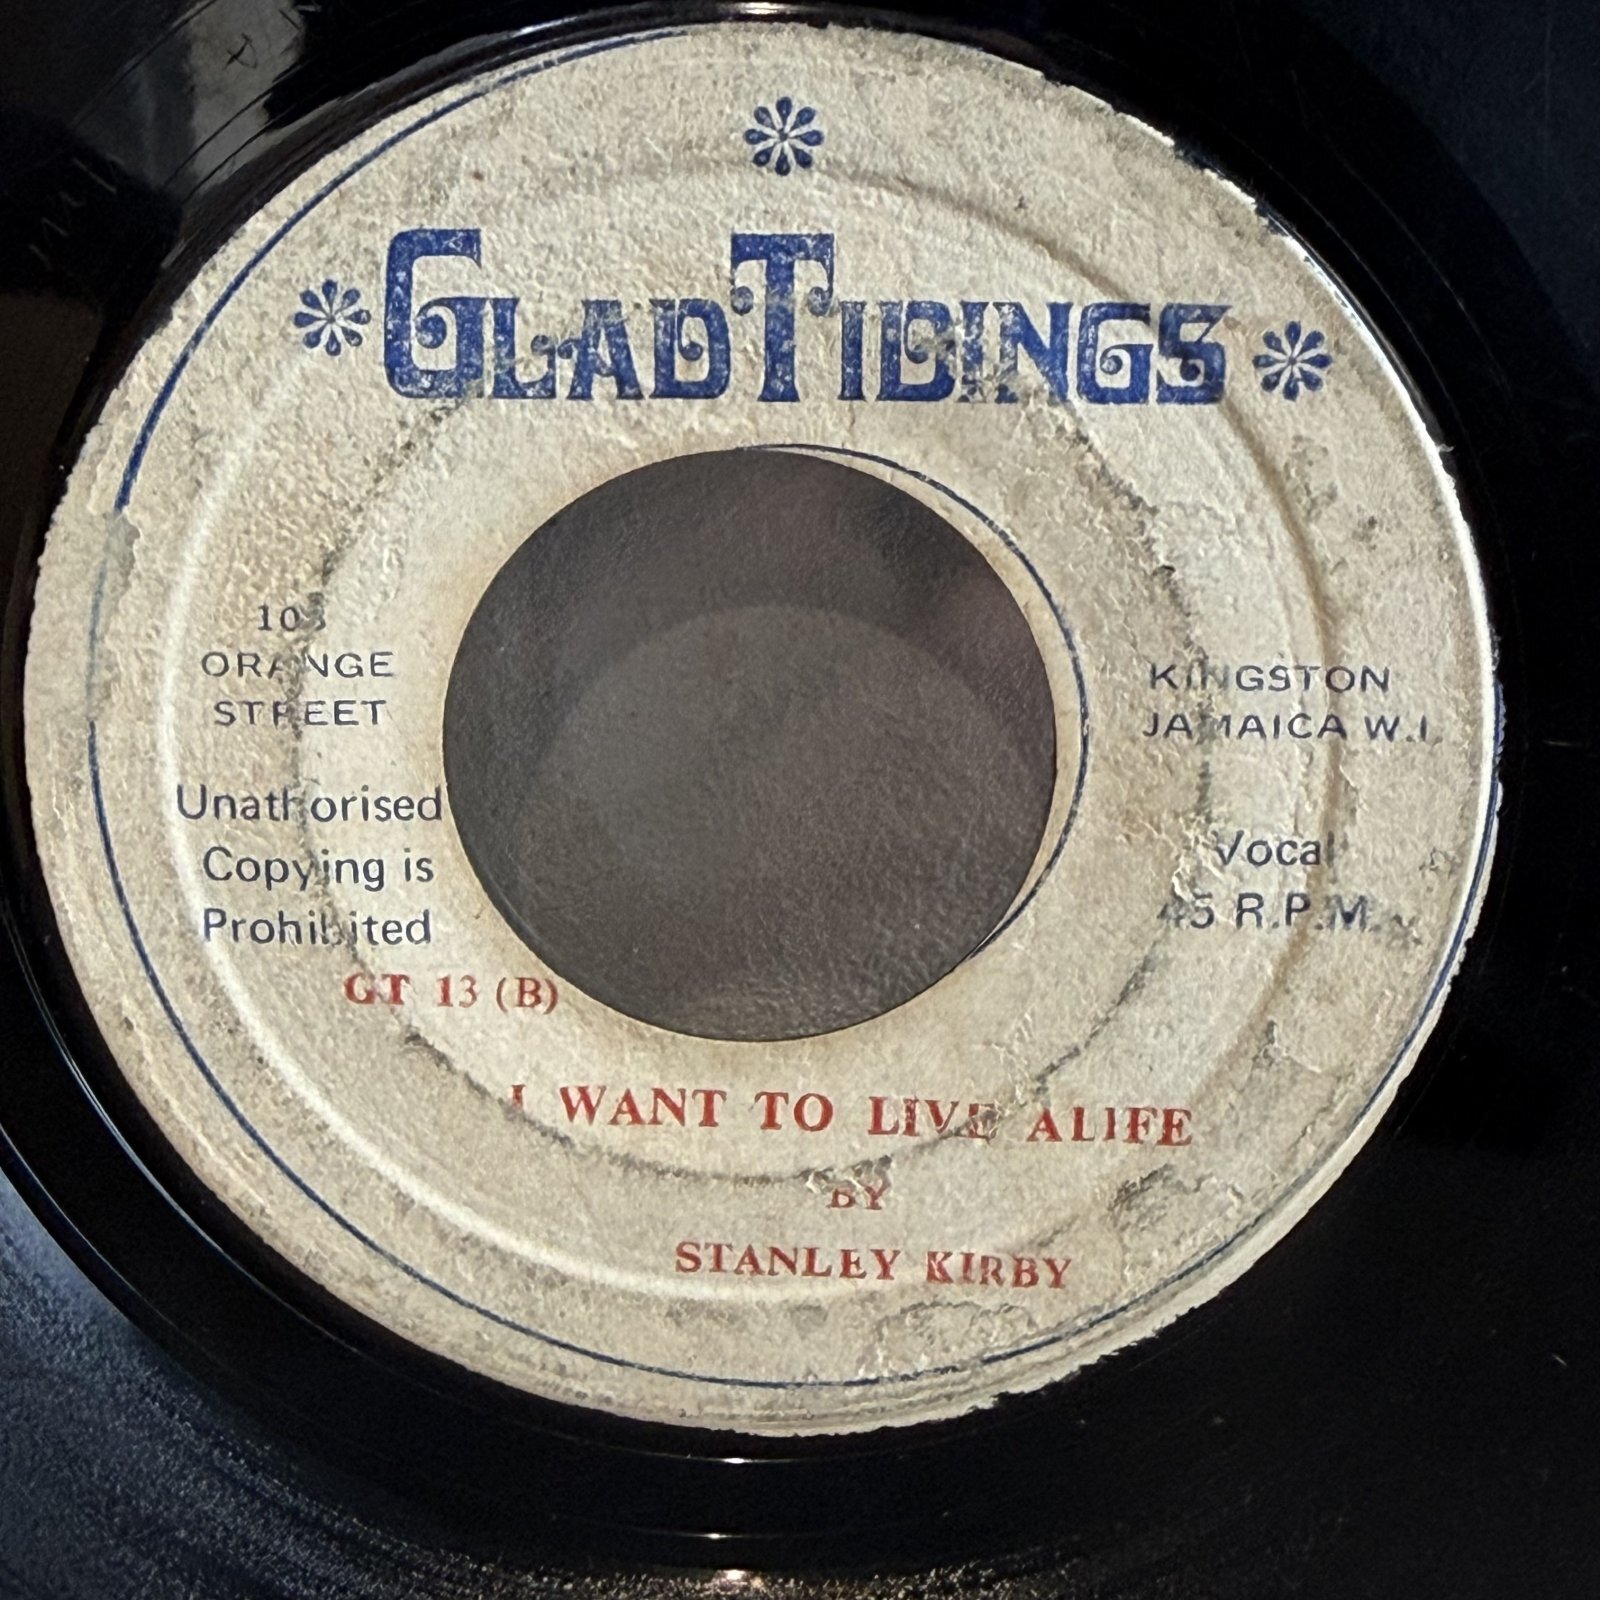 GLAD TIDINGS
ORANGE
STREET
Unathorised
Copying is
Prohibited
KINGSTON
JAMAICA W.I.
Vocal
45 R.P.M.
GT 13 (B)
I WANT TO LIVE ALIFE
BY
STANLEY KIRBY